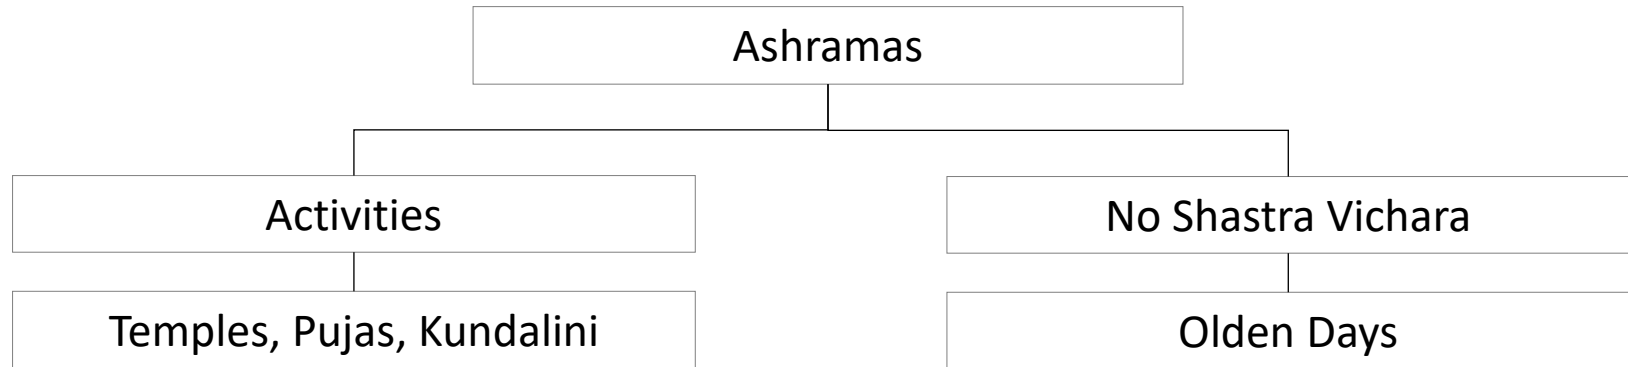 Ashramas
Activities
No Shastra Vichara
Temples, Pujas, Kundalini
Olden Days